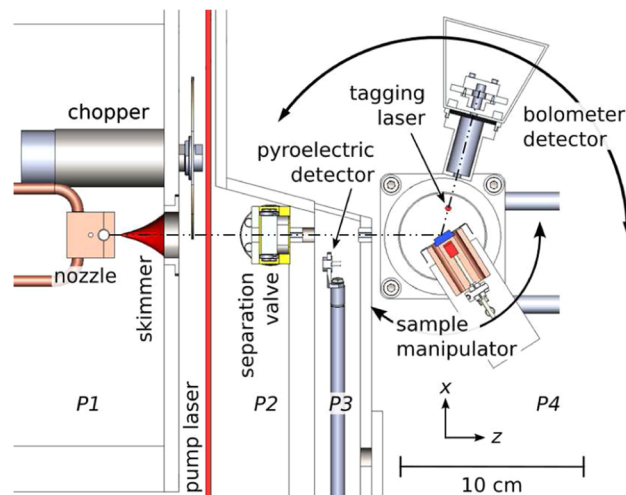 chopper
nozzle
skimmer
pump laser
separation
valve
pyroelectric
detector
tagging
laser
bolometer
detector
sample
manipulator
P1
P2
P3
P4
x
z
10 cm